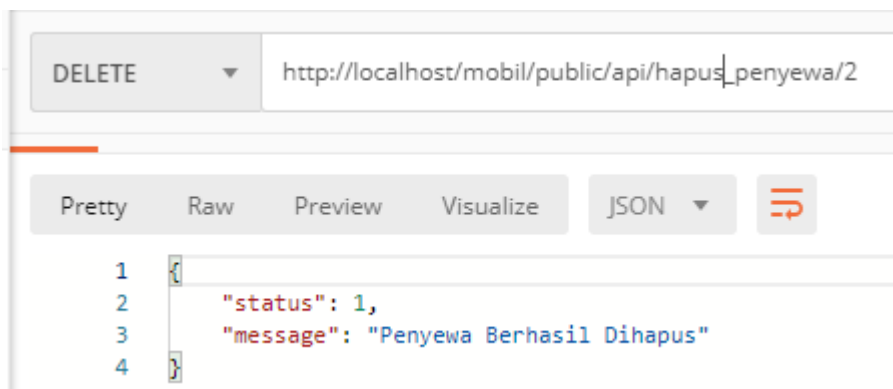 DELETE http://localhost/mobil/public/api/hapus_penyewa/2
Pretty Raw Preview Visualize JSON
1 {
2 "status": 1,
3 "message": "Penyewa Berhasil Dihapus"
4 }